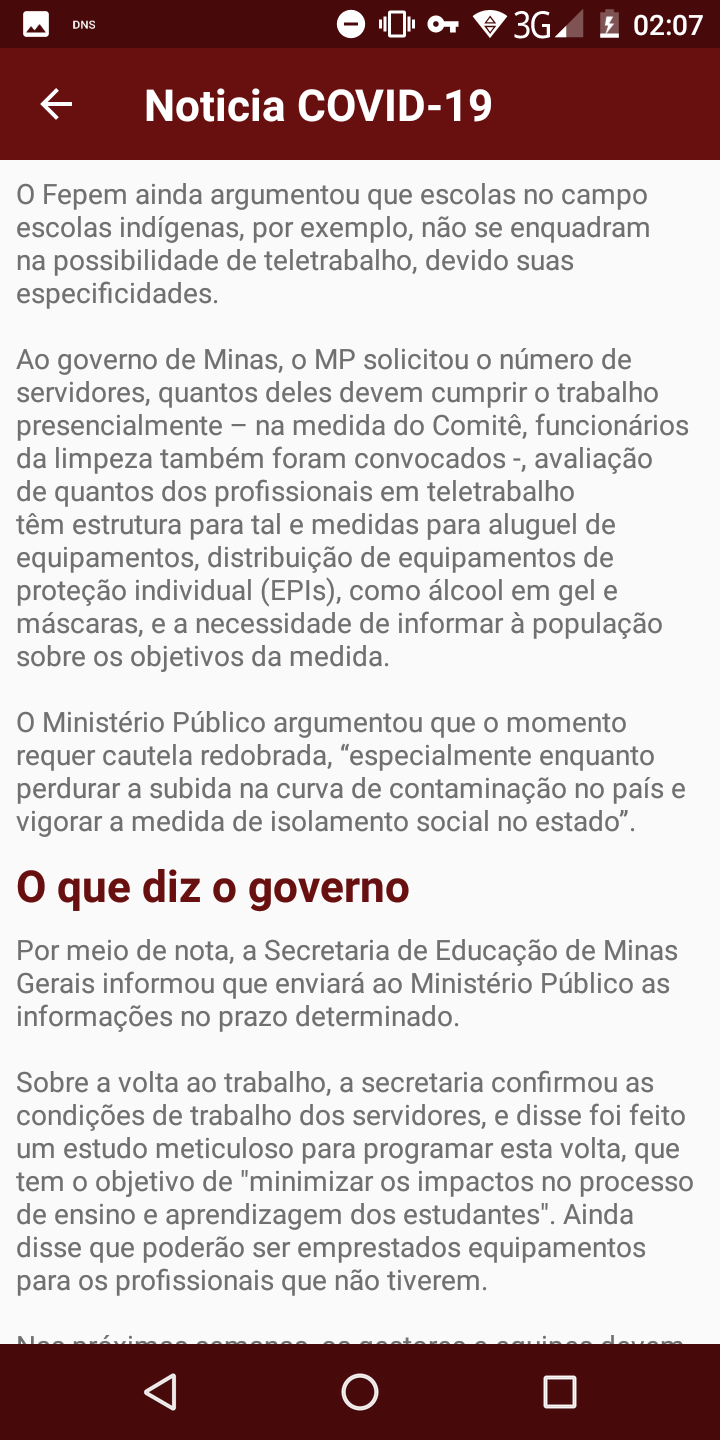 DNS
3G
02:07
Noticia COVID-19
O Fepem ainda argumentou que escolas no campo
escolas indígenas, por exemplo, não se enquadram
na possibilidade de teletrabalho, devido suas
especificidades.
Ao governo de Minas, o MP solicitou o número de
servidores, quantos deles devem cumprir o trabalho
presencialmente – na medida do Comitê, funcionários
da limpeza também foram convocados -, avaliação
de quantos dos profissionais em teletrabalho
têm estrutura para tal e medidas para aluguel de
equipamentos, distribuição de equipamentos de
proteção individual (EPIs), como álcool em gel e
máscaras, e a necessidade de informar à população
sobre os objetivos da medida.
O Ministério Público argumentou que o momento
requer cautela redobrada, “especialmente enquanto
perdurar a subida na curva de contaminação no país e
vigorar a medida de isolamento social no estado”.
O que diz o governo
Por meio de nota, a Secretaria de Educação de Minas
Gerais informou que enviará ao Ministério Público as
informações no prazo determinado.
Sobre a volta ao trabalho, a secretaria confirmou as
condições de trabalho dos servidores, e disse foi feito
um estudo meticuloso para programar esta volta, que
tem o objetivo de "minimizar os impactos no processo
de ensino e aprendizagem dos estudantes". Ainda
disse que poderão ser emprestados equipamentos
para os profissionais que não tiverem.
Nas próximas semanas, os gestores e equipes devem